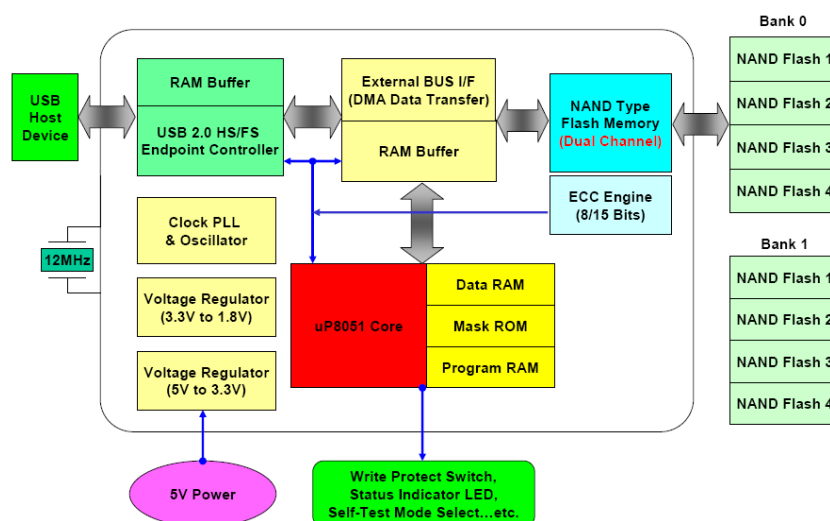 Bank 0
NAND Flash 1
NAND Flash 2
NAND Flash 3
NAND Flash 4
USB
Host
Device
RAM Buffer
USB 2.0 HS/FS
Endpoint Controller
External BUS I/F
(DMA Data Transfer)
RAM Buffer
NAND Type
Flash Memory
(Dual Channel)
ECC Engine
(8/15 Bits)
Clock PLL
& Oscillator
12MHz
Voltage Regulator
(3.3V to 1.8V)
Voltage Regulator
(5V to 3.3V)
uP8051 Core
Data RAM
Mask ROM
Program RAM
Bank 1
NAND Flash 1
NAND Flash 2
NAND Flash 3
NAND Flash 4
5V Power
Write Protect Switch,
Status Indicator LED,
Self-Test Mode Select...etc.